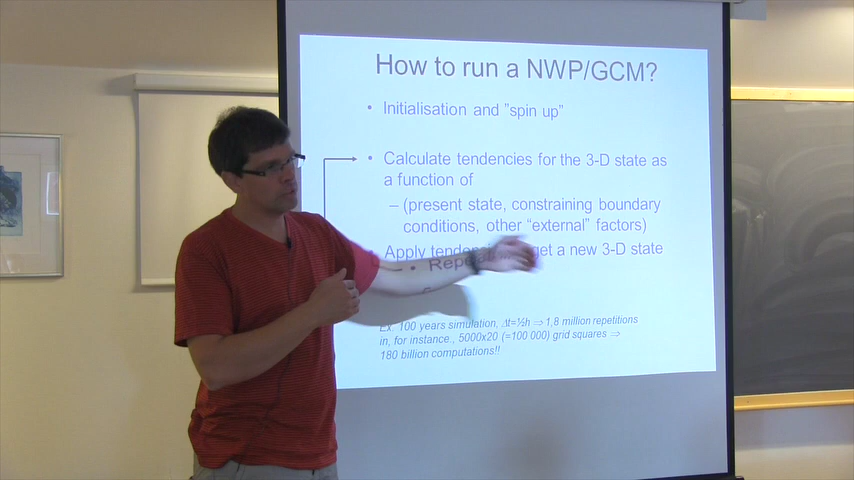 How to run a NWP/GCM?
• Initialisation and ”spin up”
• Calculate tendencies for the 3-D state as
a function of
– (present state, constraining boundary
conditions, other “external” factors)
Apply get a new 3-D state
•
Ex: 100 years simulation, Δt=½h ⇒ 1,8 million repetitions
in, for instance., 5000x20 (=100 000) grid squares ⇒
180 billion computations!!